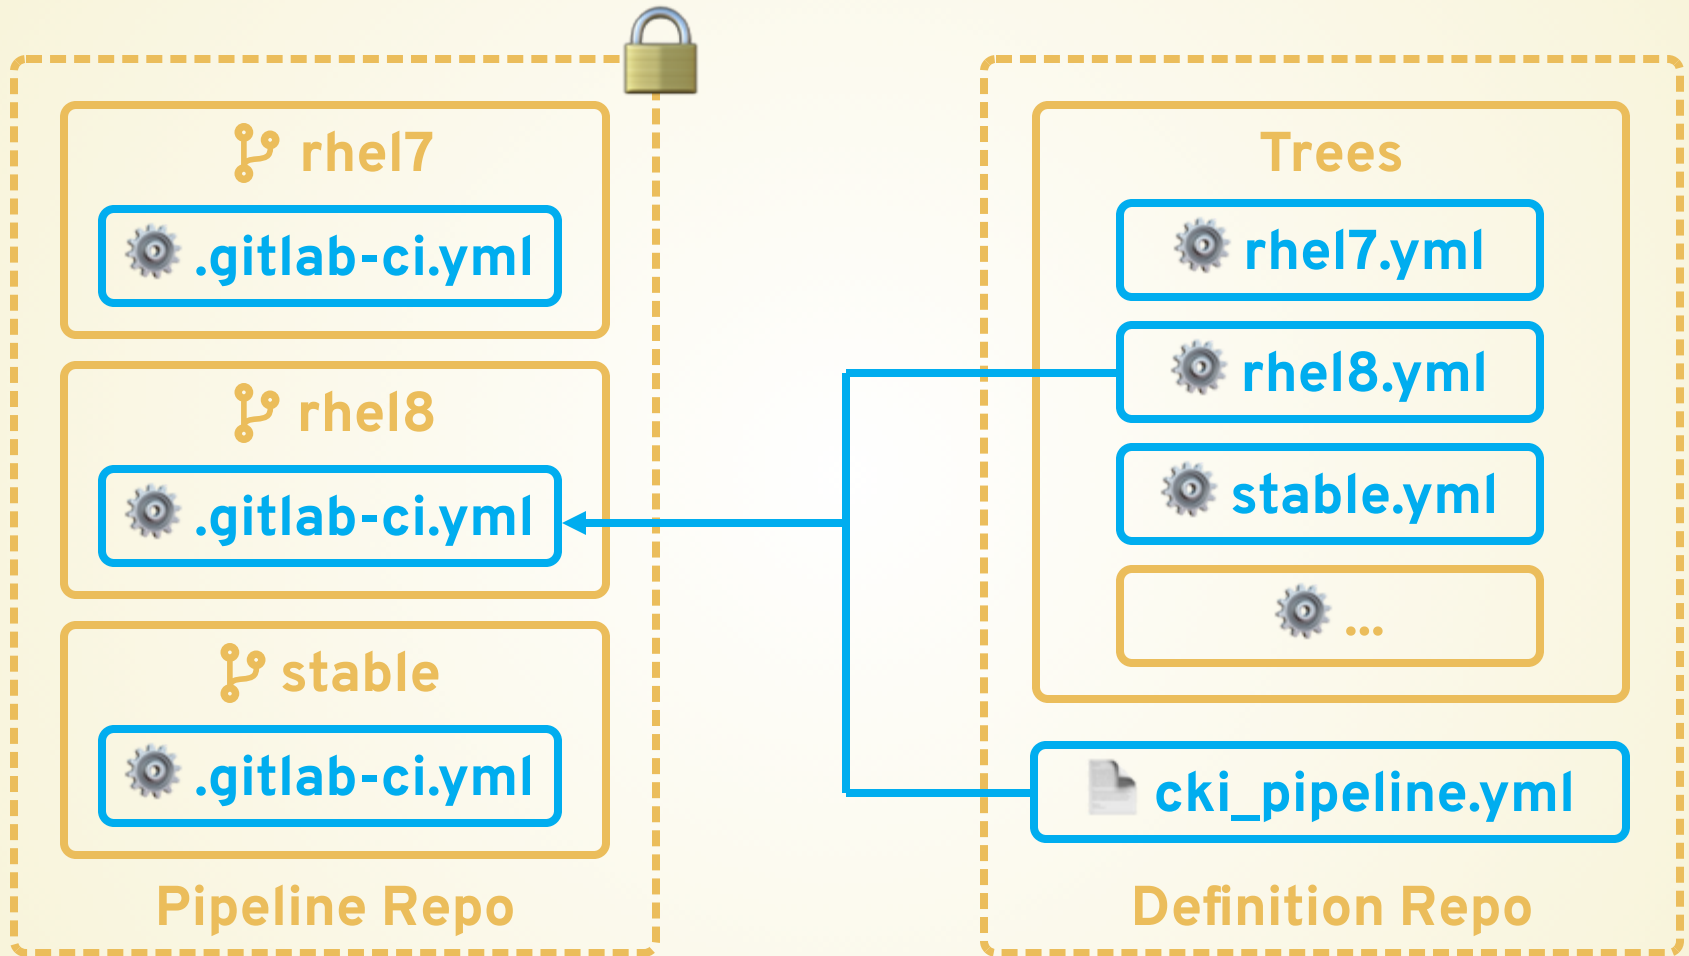 rhel7
.gitlab-ci.yml
rhel8
.gitlab-ci.yml
stable
.gitlab-ci.yml
Pipeline Repo
Trees
rhel7.yml
rhel8.yml
stable.yml
...
cki_pipeline.yml
Definition Repo